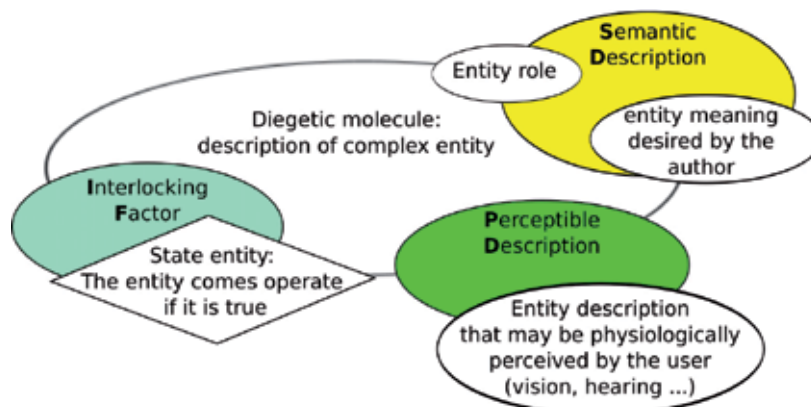 Semantic
Description
Entity role
entity meaning
desired by the
author
Diegetic molecule:
description of complex entity
Interlocking
Factor
State entity:
The entity comes operate
if it is true
Perceptible
Description
Entity description
that may be physiologically
perceived by the user
(vision, hearing ...)